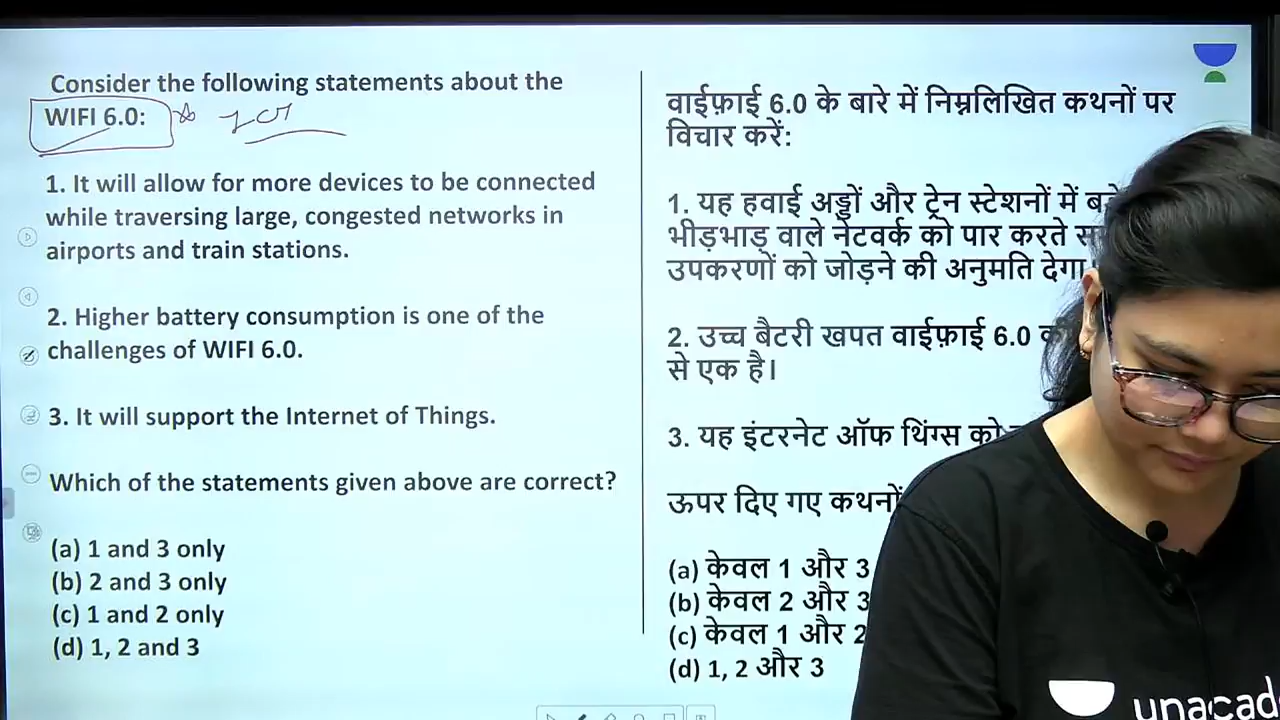 Consider the following statements about the
WIFI 6.0:
1. It will allow for more devices to be connected
while traversing large, congested networks in
airports and train stations.
2. Higher battery consumption is one of the
challenges of WIFI 6.0.
3. It will support the Internet of Things.
Which of the statements given above are correct?
(a) 1 and 3 only
(b) 2 and 3 only
(c) 1 and 2 only
(d) 1, 2 and 3
वाईफ़ाई 6.0 के बारे में निम्नलिखित कथनों पर
विचार करें:
1. यह हवाई अड्डों और ट्रेन स्टेशनों में
भीड़भाड़ वाले नेटवर्क को पार करते
उपकरणों को जोड़ने की अनुमति देगा
2. उच्च बैटरी खपत वाईफ़ाई 6.0
से एक है।
3. यह इंटरनेट ऑफ थिंग्स को
ऊपर दिए गए कथनों
(a) केवल 1 और 3
(b) केवल 2 और 3
(c) केवल 1 और 2
(d) 1, 2 और 3
unacad